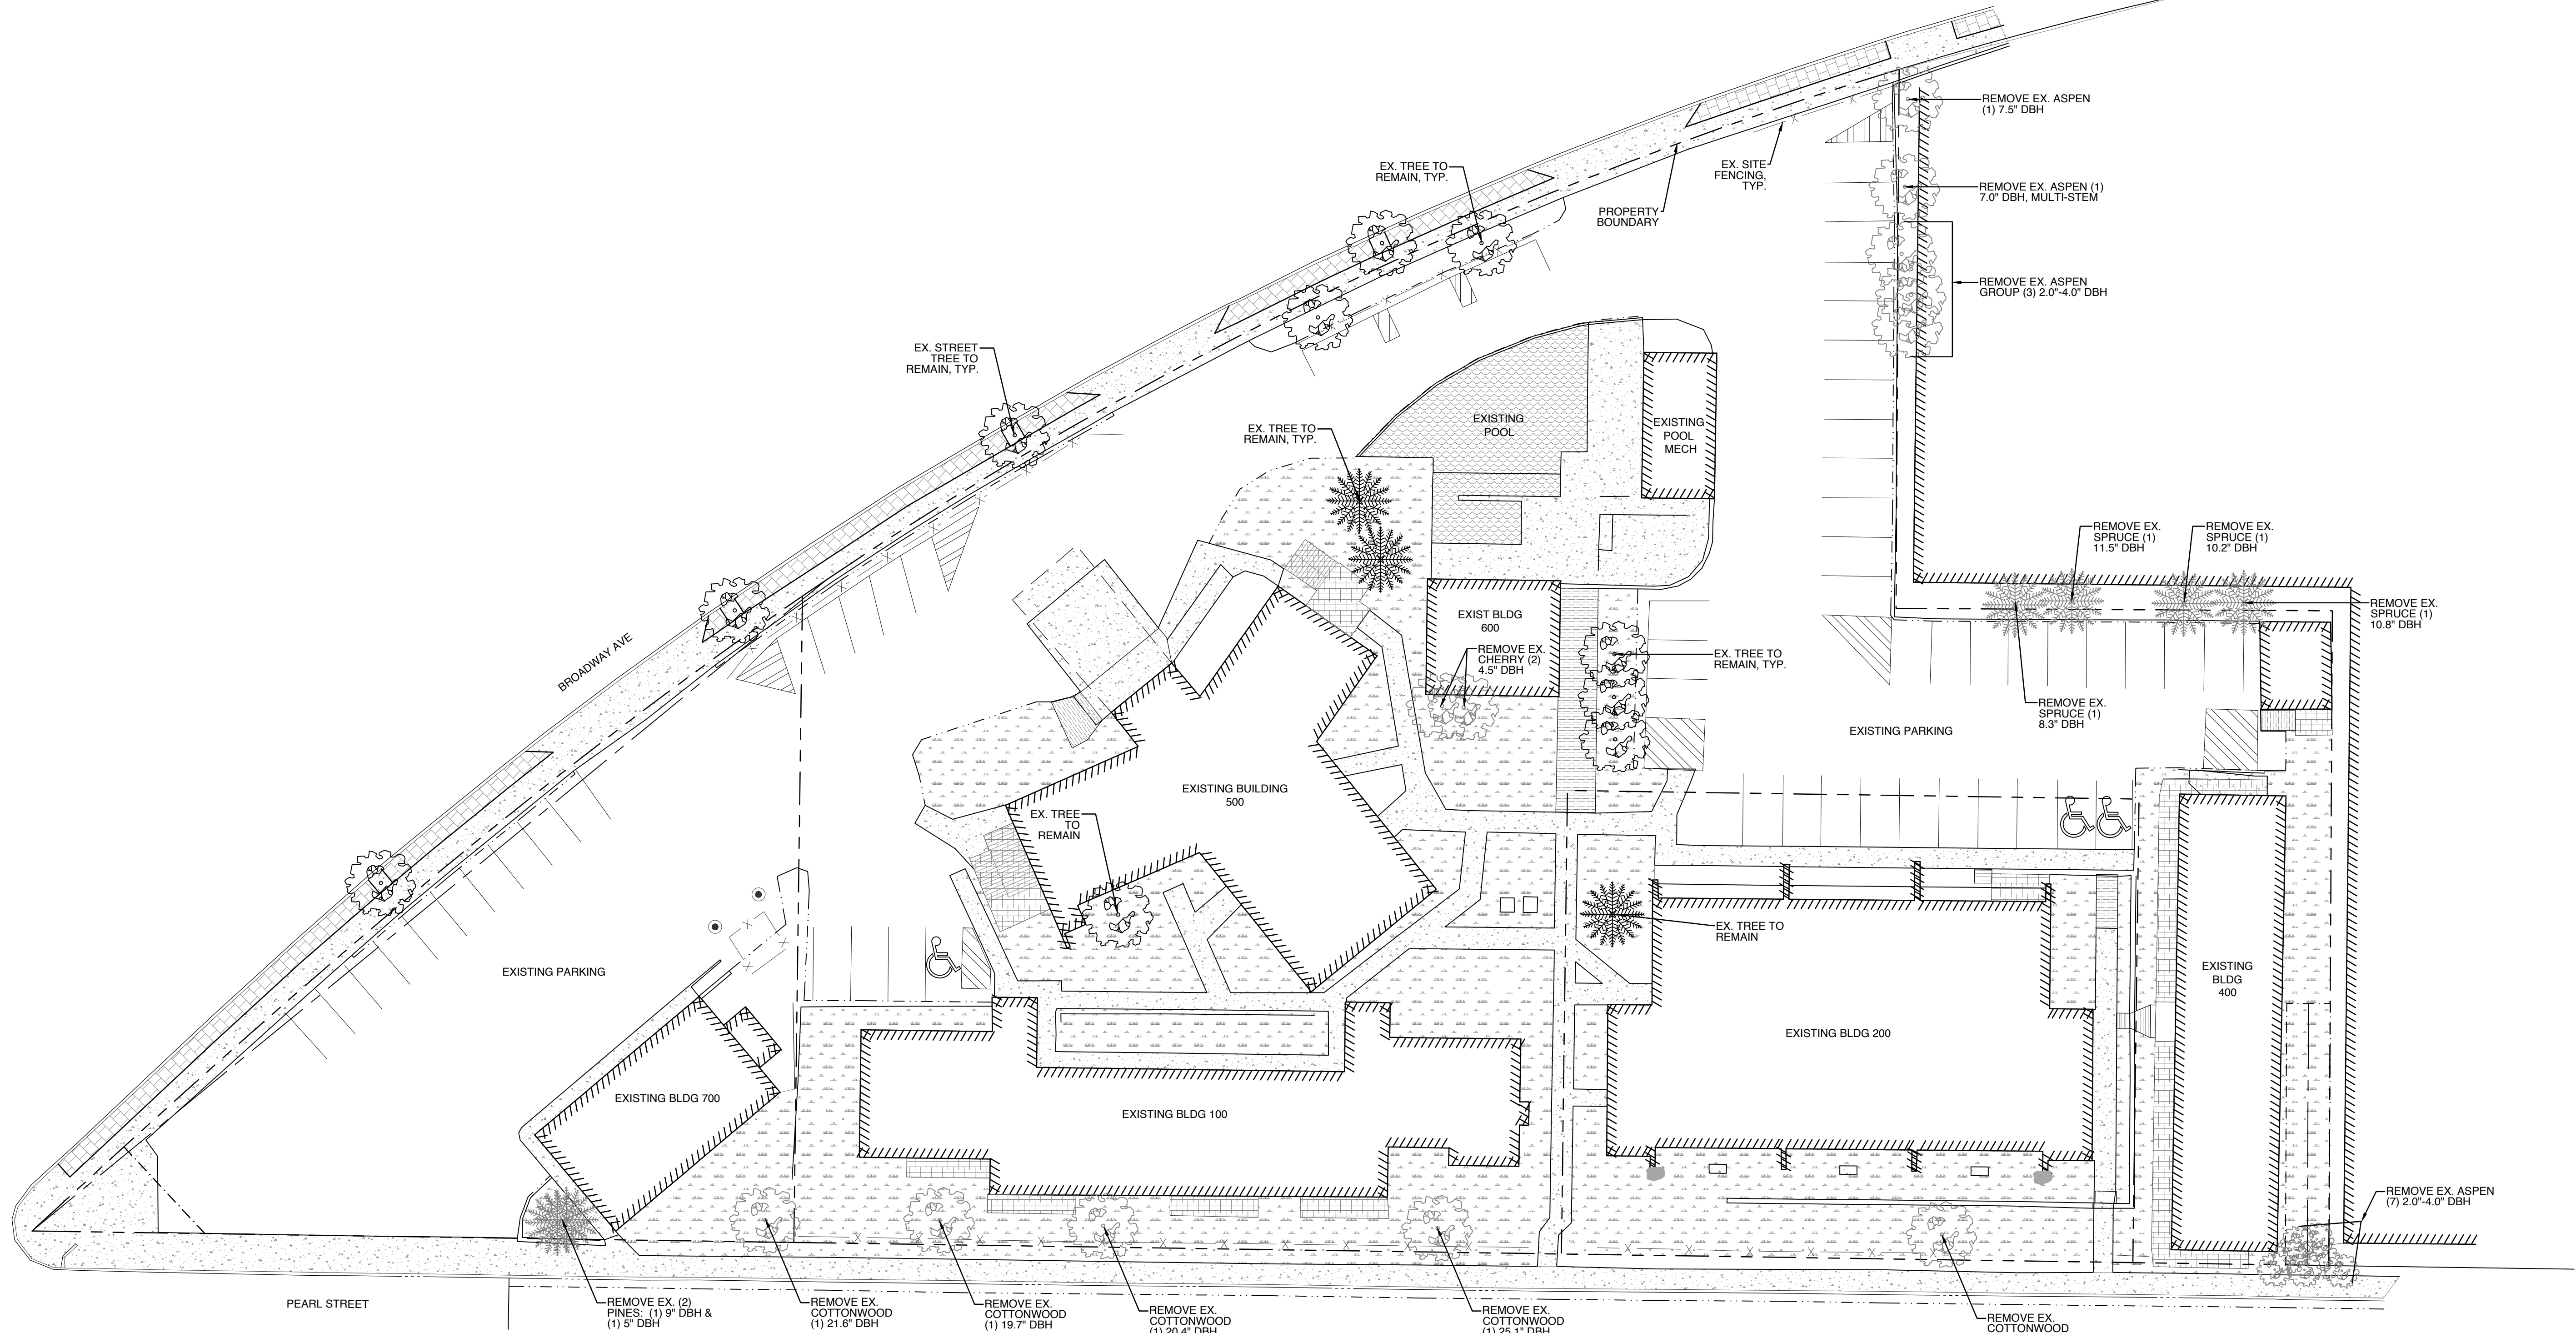 REMOVE EX. ASPEN
(1) 7.5" DBH
EX. TREE TO
REMAIN, TYP.
EX. SITE
FENCING,
TYP.
REMOVE EX. ASPEN (1)
7.0" DBH, MULTI-STEM
PROPERTY
BOUNDARY
REMOVE EX. ASPEN
GROUP (3) 2.0"-4.0" DBH
EX. STREET
TREE TO
REMAIN, TYP.
EX. TREE TO
REMAIN, TYP.
EXISTING
POOL
EXISTING
POOL
MECH
REMOVE EX.
SPRUCE (1)
11.5" DBH
REMOVE EX.
SPRUCE (1)
10.2" DBH
REMOVE EX.
SPRUCE (1)
10.8" DBH
EXIST BLDG
600
REMOVE EX.
CHERRY (2)
4.5" DBH
EX. TREE TO
REMAIN, TYP.
BROADWAY AVE
REMOVE EX.
SPRUCE (1)
8.3" DBH
EXISTING PARKING
EXISTING BUILDING
500
EX. TREE
TO
REMAIN
EX. TREE TO
REMAIN
EXISTING PARKING
EXISTING
BLDG
400
EXISTING BLDG 200
EXISTING BLDG 700
EXISTING BLDG 100
REMOVE EX. ASPEN
(7) 2.0"-4.0" DBH
PEARL STREET
REMOVE EX. (2)
PINES: (1) 9" DBH &
(1) 5" DBH
REMOVE EX.
COTTONWOOD
(1) 21.6" DBH
REMOVE EX.
COTTONWOOD
(1) 19.7" DBH
REMOVE EX.
COTTONWOOD
(1) 20.4" DBH
REMOVE EX.
COTTONWOOD
(1) 25.1" DBH
REMOVE EX.
COTTONWOOD